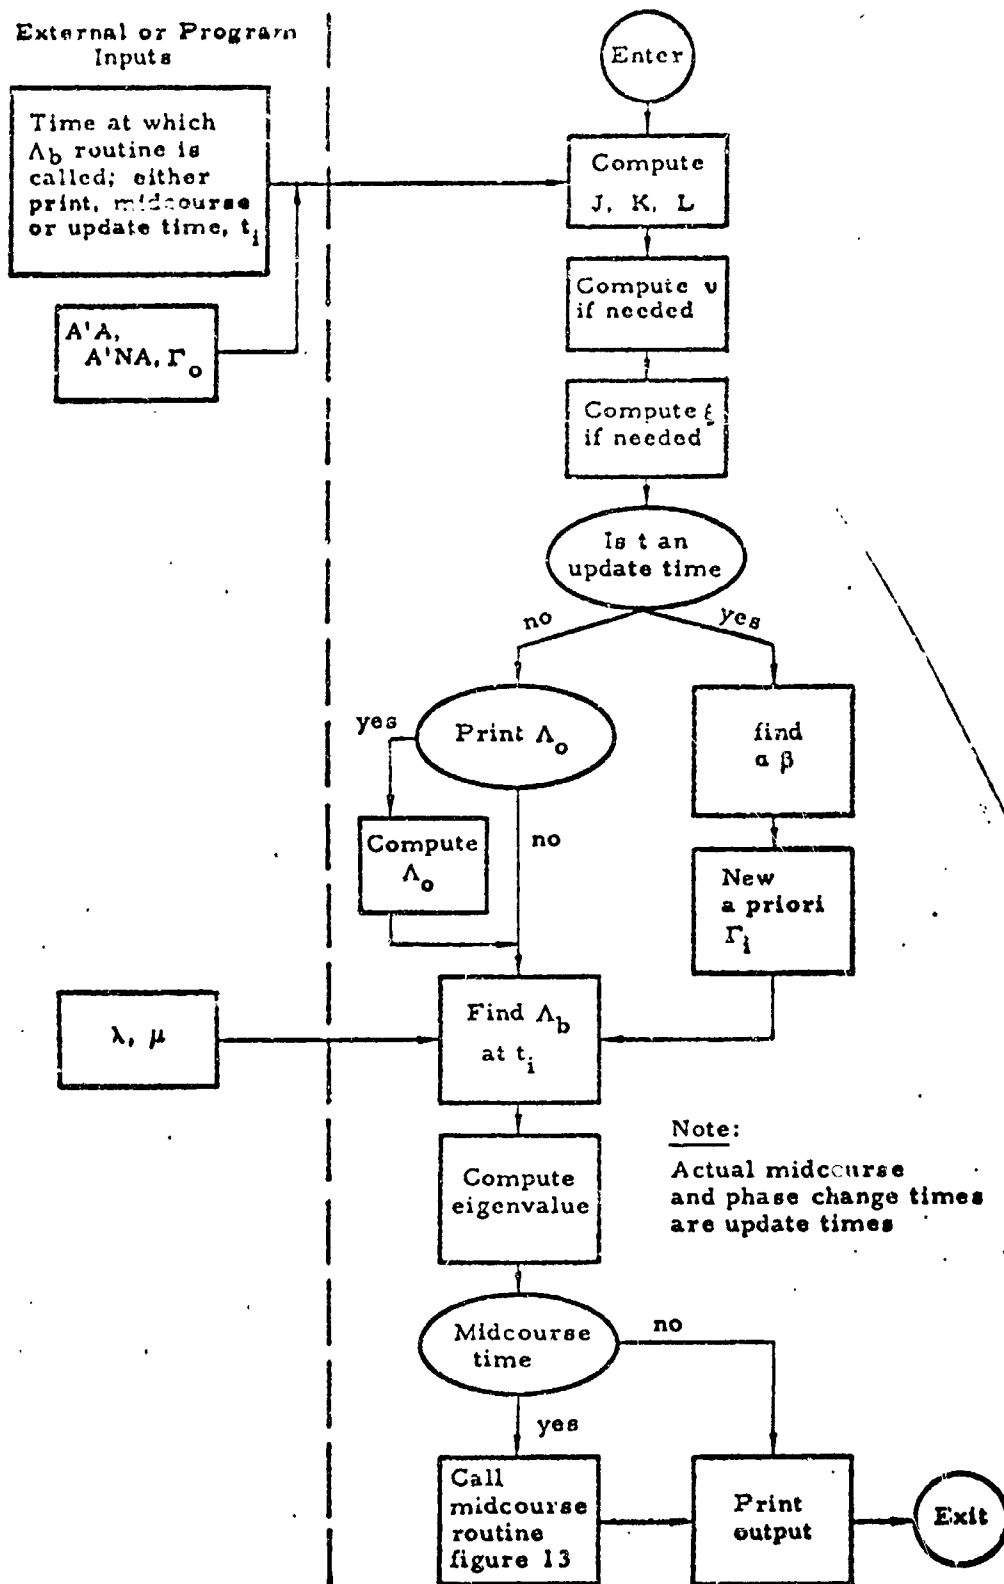 External or Program
Inputs
Time at which
Λb routine is
called; either
print, midcourse
or update time, ti
A'A,
A'NA, Γo
λ, μ
Enter
Compute
J, K, L
Compute ν
if needed
Compute ξ
if needed
Is t an
update time
no
yes
Print Λo
yes
no
Compute
Λo
find
α β
New
a priori
Γi
Find Λb
at ti
Compute
eigenvalue
Note:
Actual midcourse
and phase change times
are update times
Midcourse
time
no
yes
Call
midcourse
routine
figure 13
Print
output
Exit